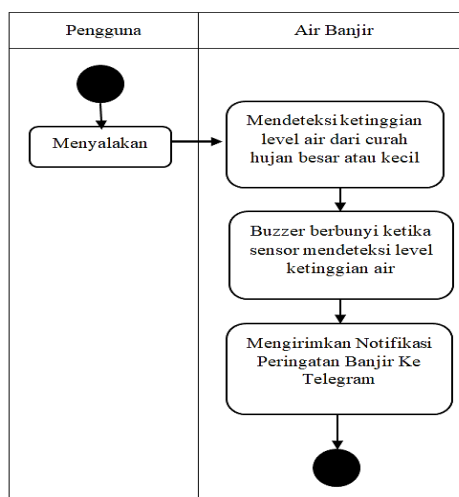 Pengguna
Air Banjir
Menyalakan
Mendeteksi ketinggian
level air dari curah
hujan besar atau kecil
Buzzer berbunyi ketika
sensor mendeteksi level
ketinggian air
Mengirimkan Notifikasi
Peringatan Banjir Ke
Telegram